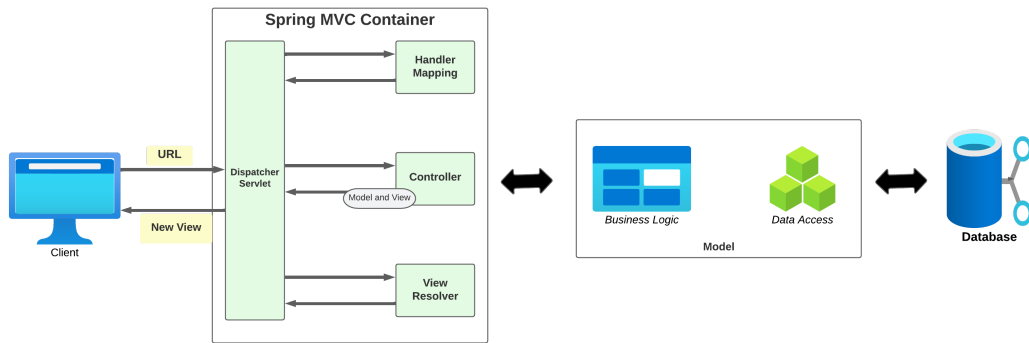 Spring MVC Container
Handler
Mapping
URL
Dispatcher
Servlet
Controller
Model and View
New View
Client
View
Resolver
Business Logic
Data Access
Model
Database